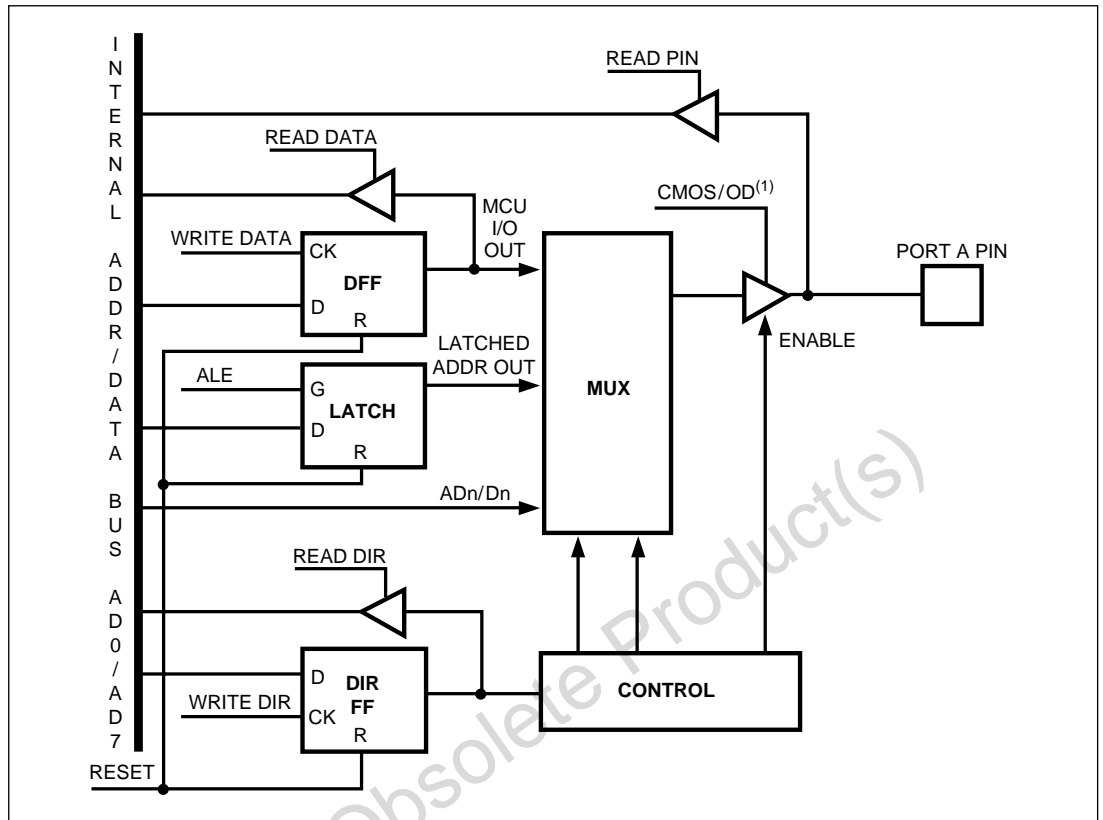 INTERNAL ADDR/DATA BUS AD0/AD7
READ PIN
READ DATA
CMOS/OD(1)
MCU
I/O
OUT
WRITE DATA
CK
DFF
D
R
PORT A PIN
ENABLE
LATCHED
ADDR OUT
ALE
G
LATCH
D
R
MUX
ADn/Dn
READ DIR
D
DIR
FF
WRITE DIR
CK
R
CONTROL
RESET
Obsolete Product(s)